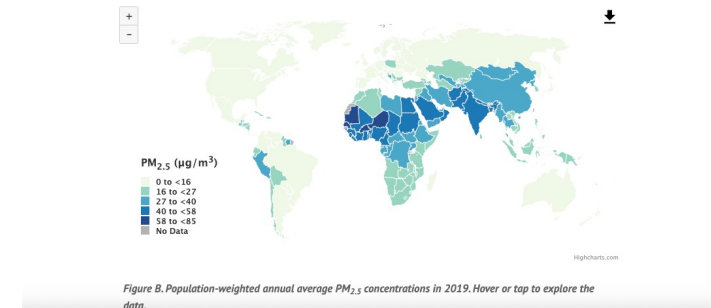 +
-
PM2.5 (μg/m3)
0 to <16
16 to <27
27 to <40
40 to <58
58 to <85
No Data
Highcharts.com
Figure B. Population-weighted annual average PM2.5 concentrations in 2019. Hover or tap to explore the
data.